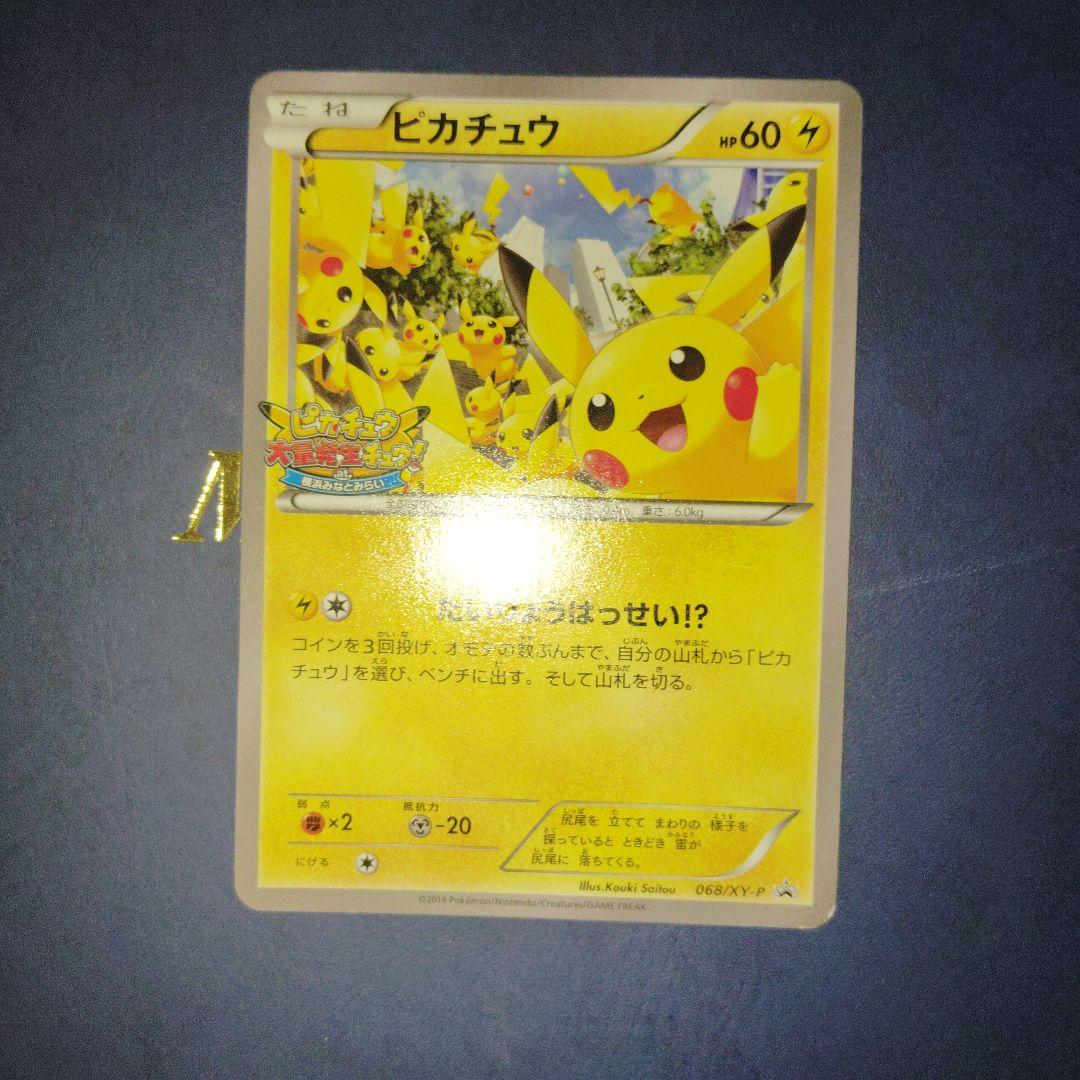 たね
ピカチュウ
HP60
ピカチュウ
大量発生チュウ!
at
横浜みなとみらい
重さ:6.0kg
はっせい!?
コインを3回投げ、オモテの数ぶんまで、自分の山札から「ピカ
チュウ」を選び、ベンチに出す。そして山札を切る。
弱点 抵抗力
×2 -20
にげる
尻尾を 立てて まわりの 様子を
探っていると ときどき 雷が
尻尾に 落ちてくる。
Illus.Kouki Saitou 068/XY-P
©2014 Pokémon/Nintendo/Creatures/GAME FREAK.